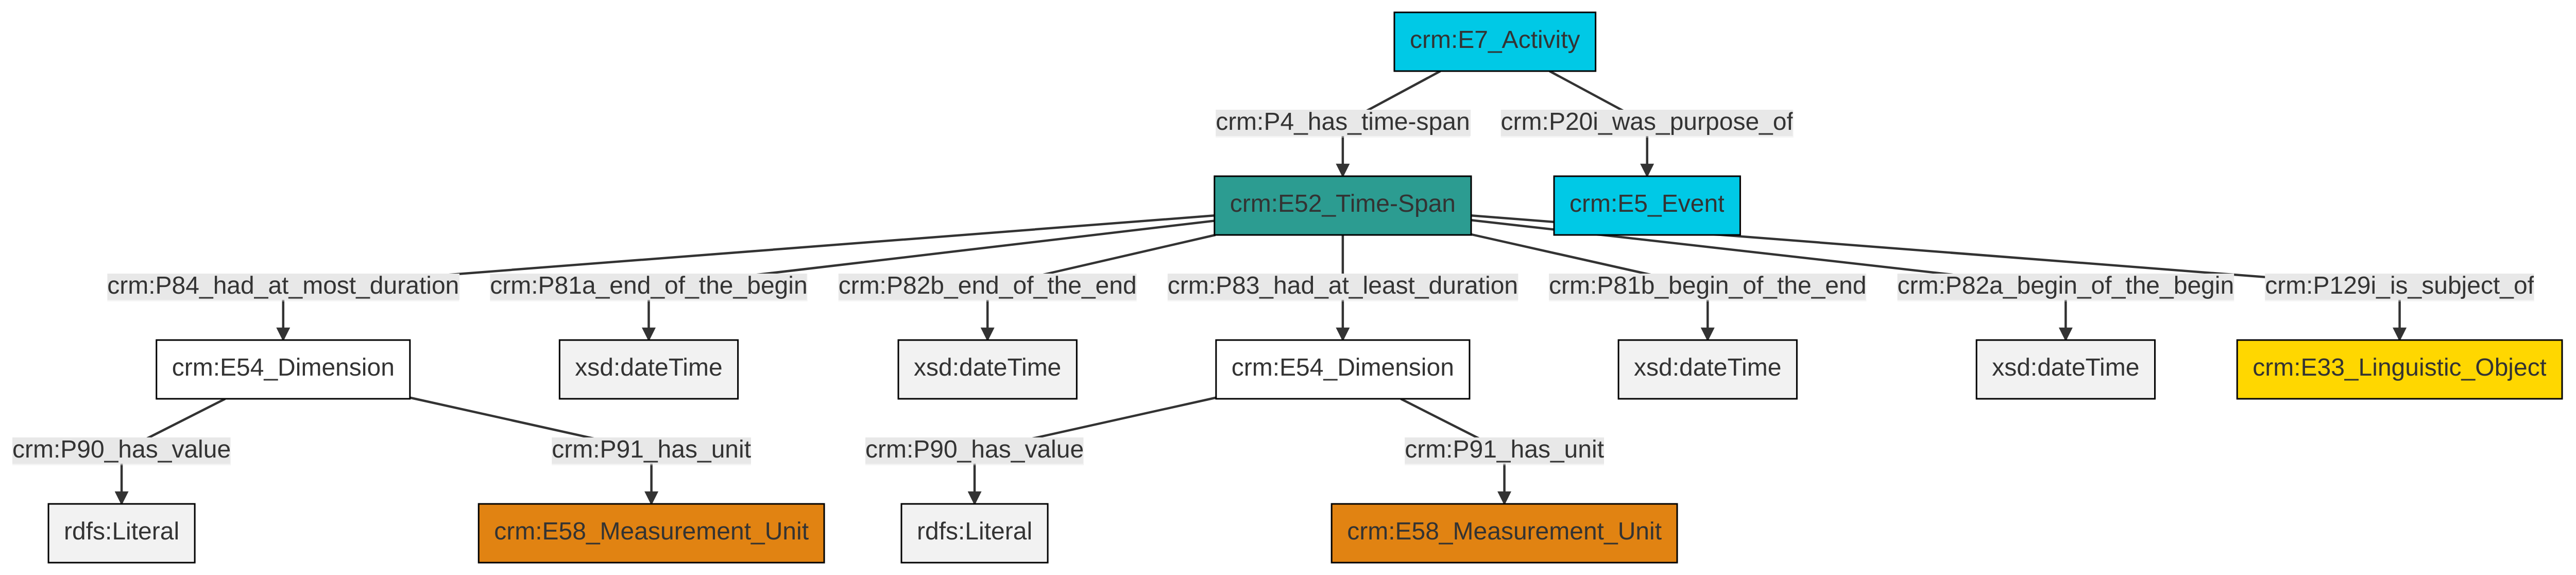 crm:E7_Activity
crm:P4_has_time-span
crm:P20i_was_purpose_of
crm:E52_Time-Span
crm:E5_Event
crm:P84_had_at_most_duration
crm:P81a_end_of_the_begin
crm:P82b_end_of_the_end
crm:P83_had_at_least_duration
crm:P81b_begin_of_the_end
crm:P82a_begin_of_the_begin
crm:P129i_is_subject_of
crm:E54_Dimension
xsd:dateTime
xsd:dateTime
crm:E54_Dimension
xsd:dateTime
xsd:dateTime
crm:E33_Linguistic_Object
crm:P90_has_value
crm:P91_has_unit
crm:P90_has_value
crm:P91_has_unit
rdfs:Literal
crm:E58_Measurement_Unit
rdfs:Literal
crm:E58_Measurement_Unit